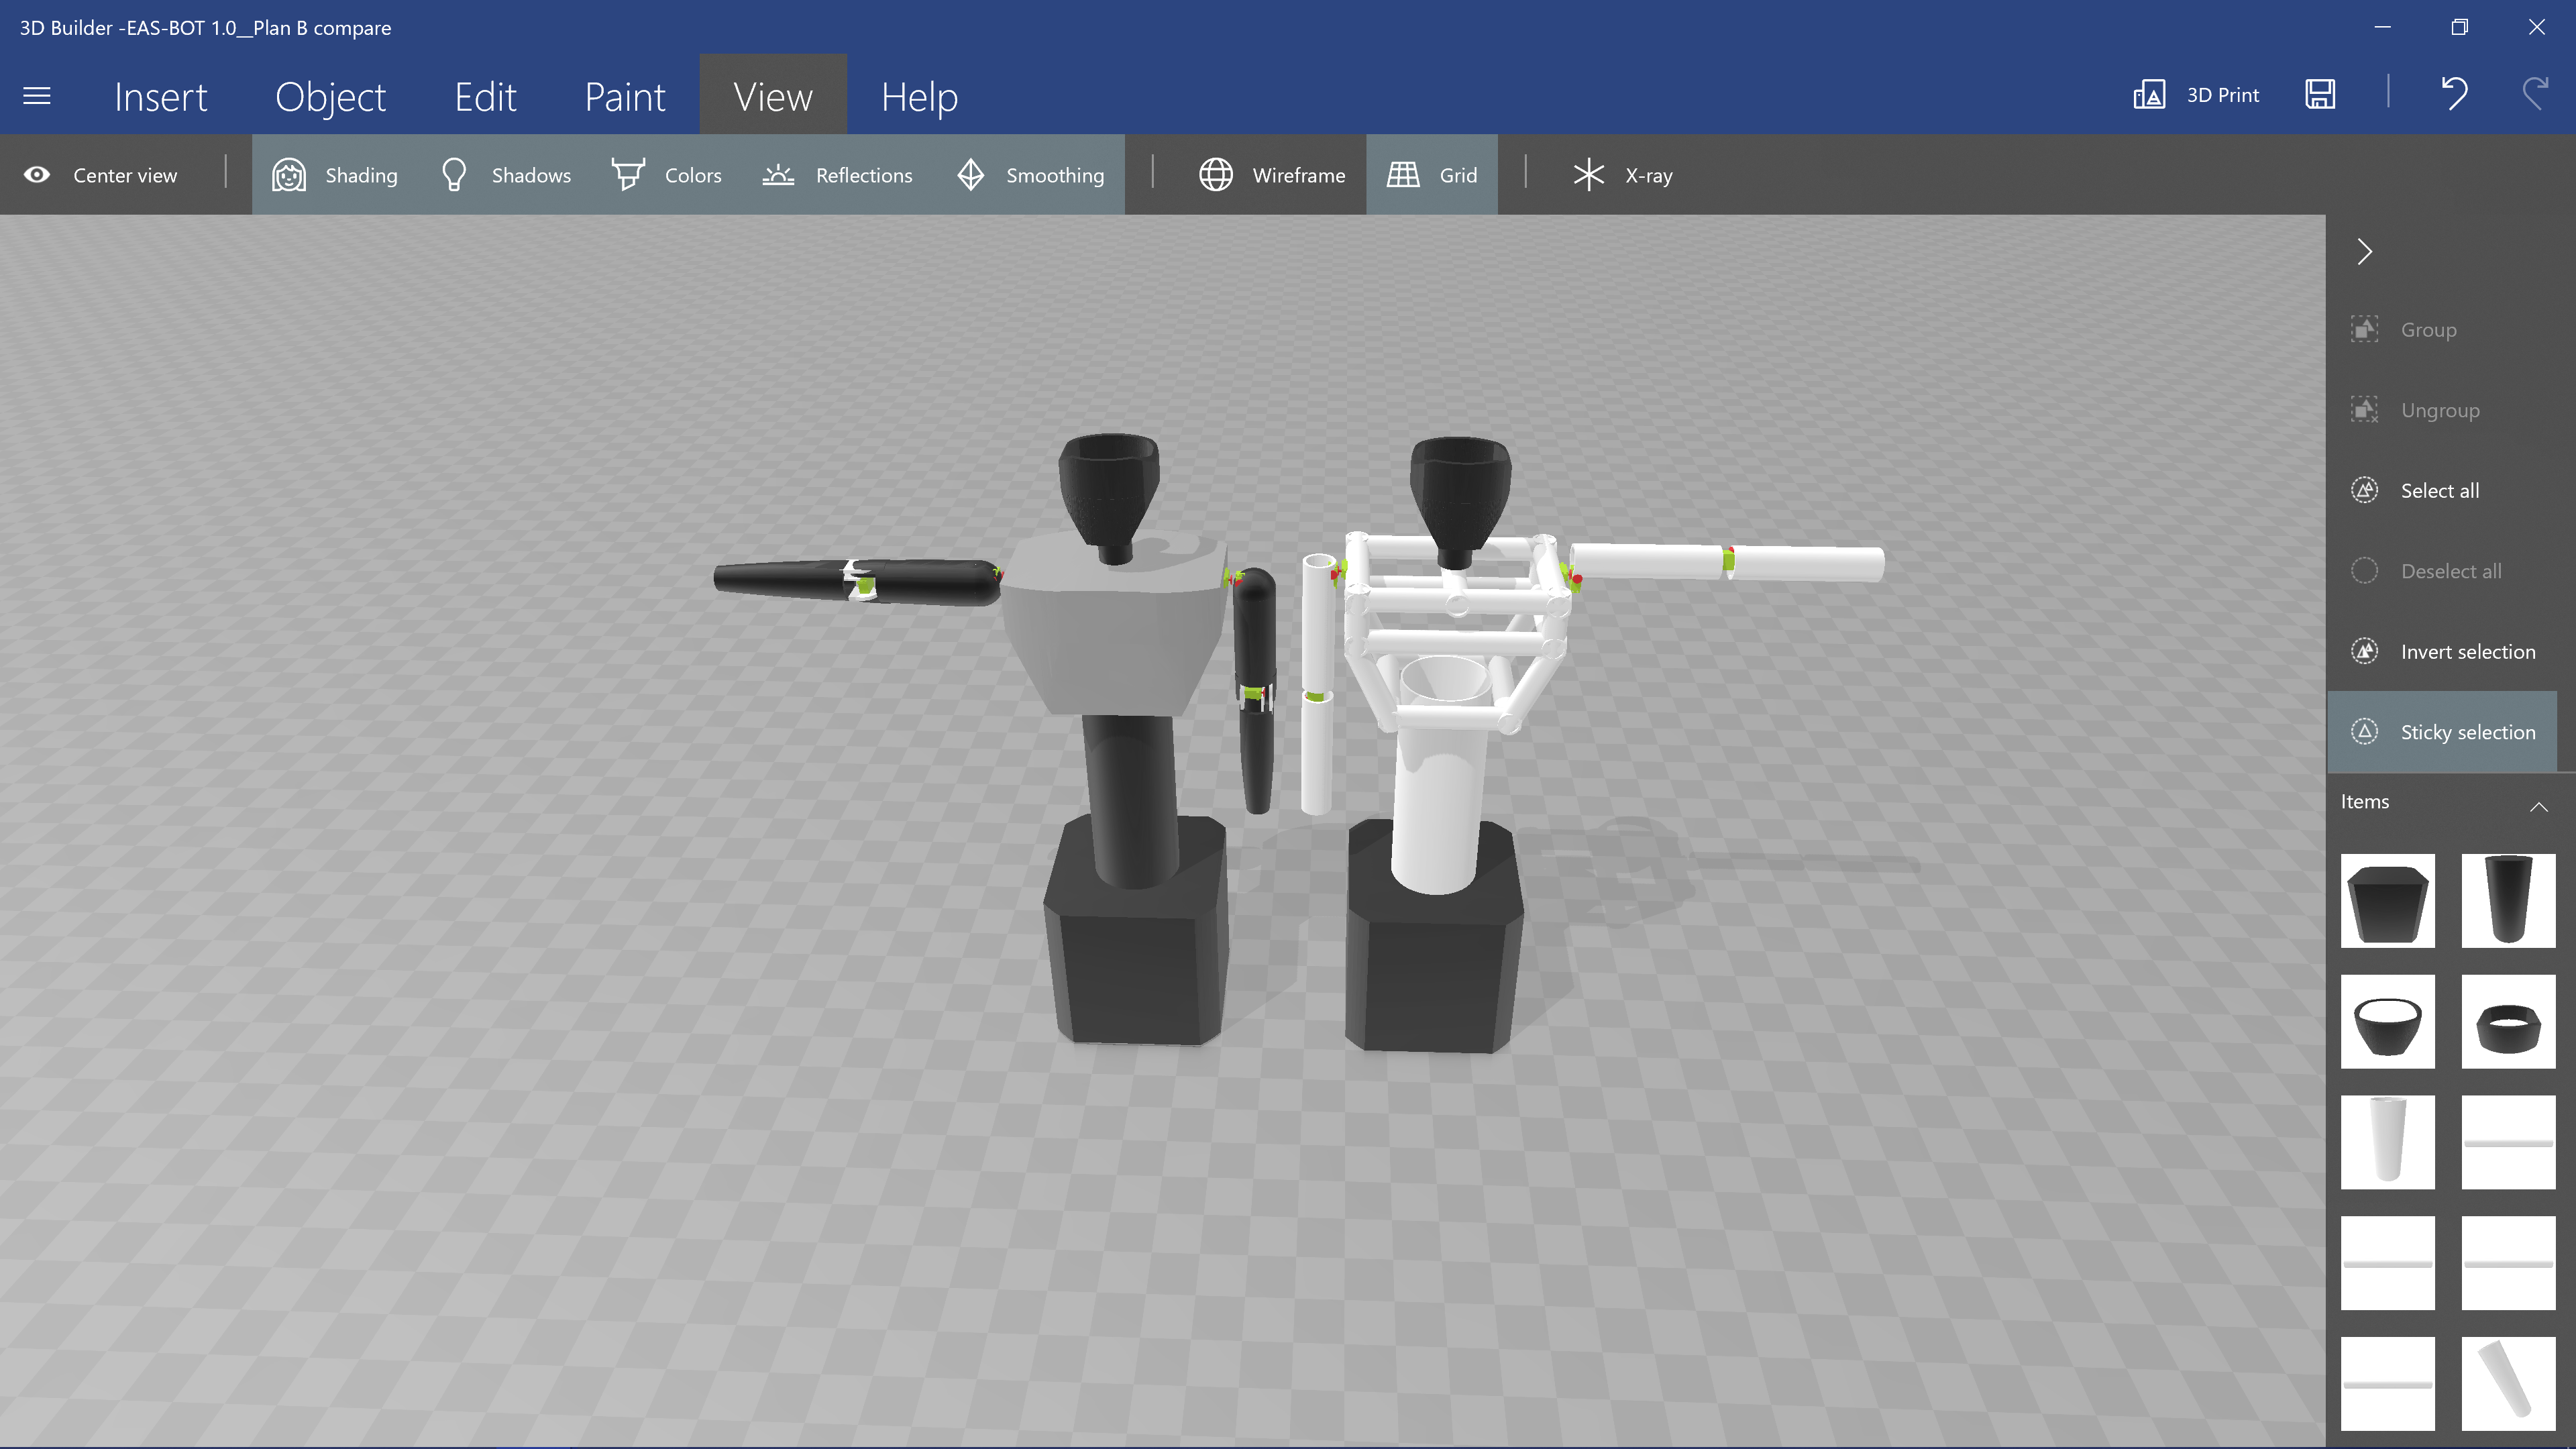 3D Builder -EAS-BOT 1.0__Plan B compare
Insert Object Edit Paint View Help 3D Print
Center view Shading Shadows Colors Reflections Smoothing Wireframe Grid X-ray
Group
Ungroup
Select all
Deselect all
Invert selection
Sticky selection
Items